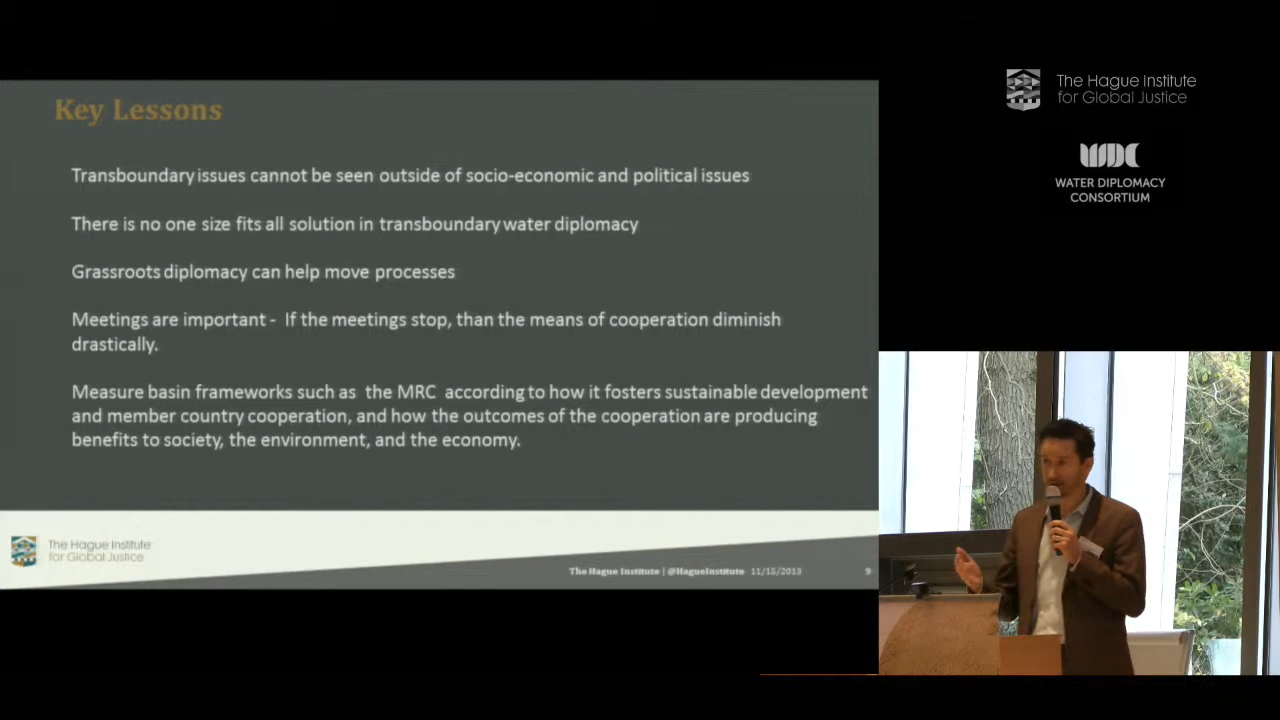 Key Lessons
Transboundary issues cannot be seen outside of socio-economic and political issues
There is no one size fits all solution in transboundary water diplomacy
Grassroots diplomacy can help move processes
Meetings are important - If the meetings stop, than the means of cooperation diminish
drastically.
Measure basin frameworks such as the MRC according to how it fosters sustainable development
and member country cooperation, and how the outcomes of the cooperation are producing
benefits to society, the environment, and the economy.
The Hague Institute
for Global Justice
The Hague Institute | @HagueInstitute 11/15/2013 9
The Hague Institute
for Global Justice
WDC
WATER DIPLOMACY
CONSORTIUM